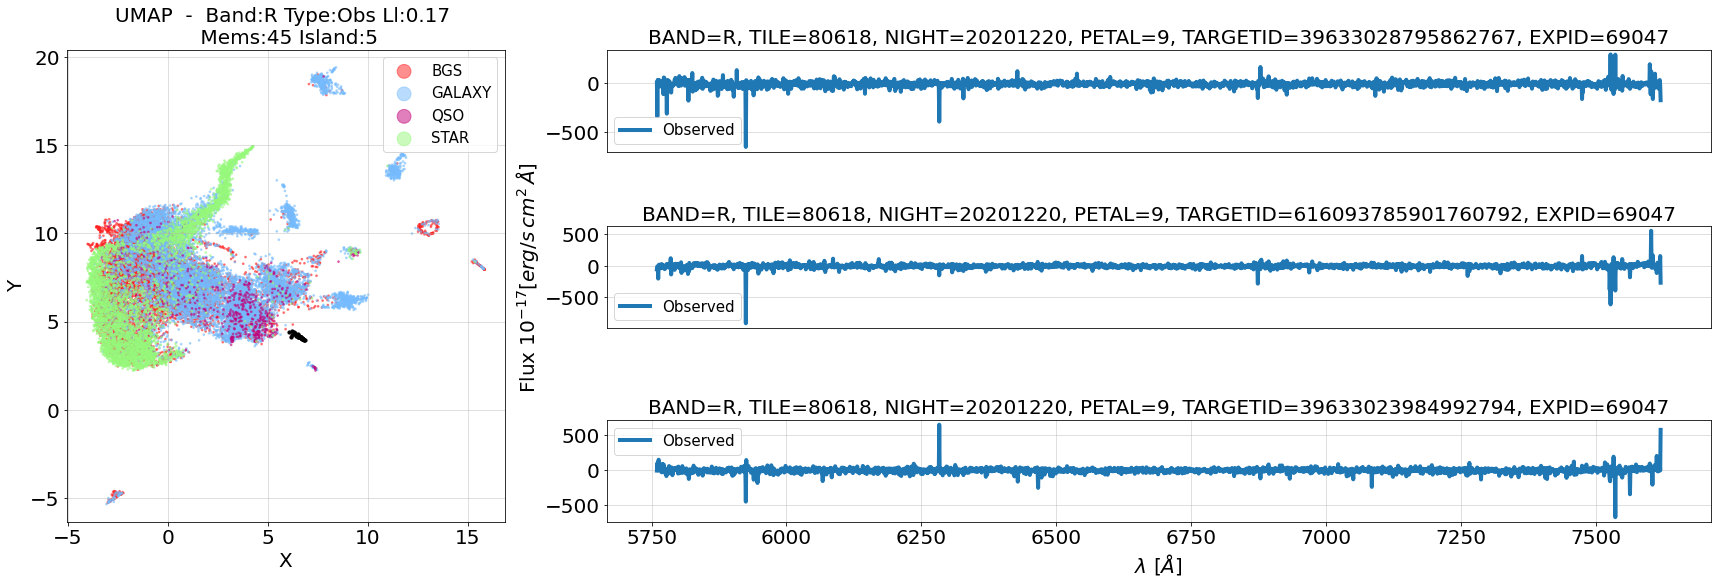 UMAP  -  Band:R Type:Obs Ll:0.17
Mems:45 Island:5
20
15
10
5
0
−5
Y
−5 0 5 10 15
X
BGS
GALAXY
QSO
STAR
Flux 10⁻¹⁷[erg/s cm² Å]
BAND=R, TILE=80618, NIGHT=20201220, PETAL=9, TARGETID=39633028795862767, EXPID=69047
0
−500
Observed
BAND=R, TILE=80618, NIGHT=20201220, PETAL=9, TARGETID=616093785901760792, EXPID=69047
500
0
−500
Observed
BAND=R, TILE=80618, NIGHT=20201220, PETAL=9, TARGETID=39633023984992794, EXPID=69047
500
0
−500
Observed
5750 6000 6250 6500 6750 7000 7250 7500
λ [Å]